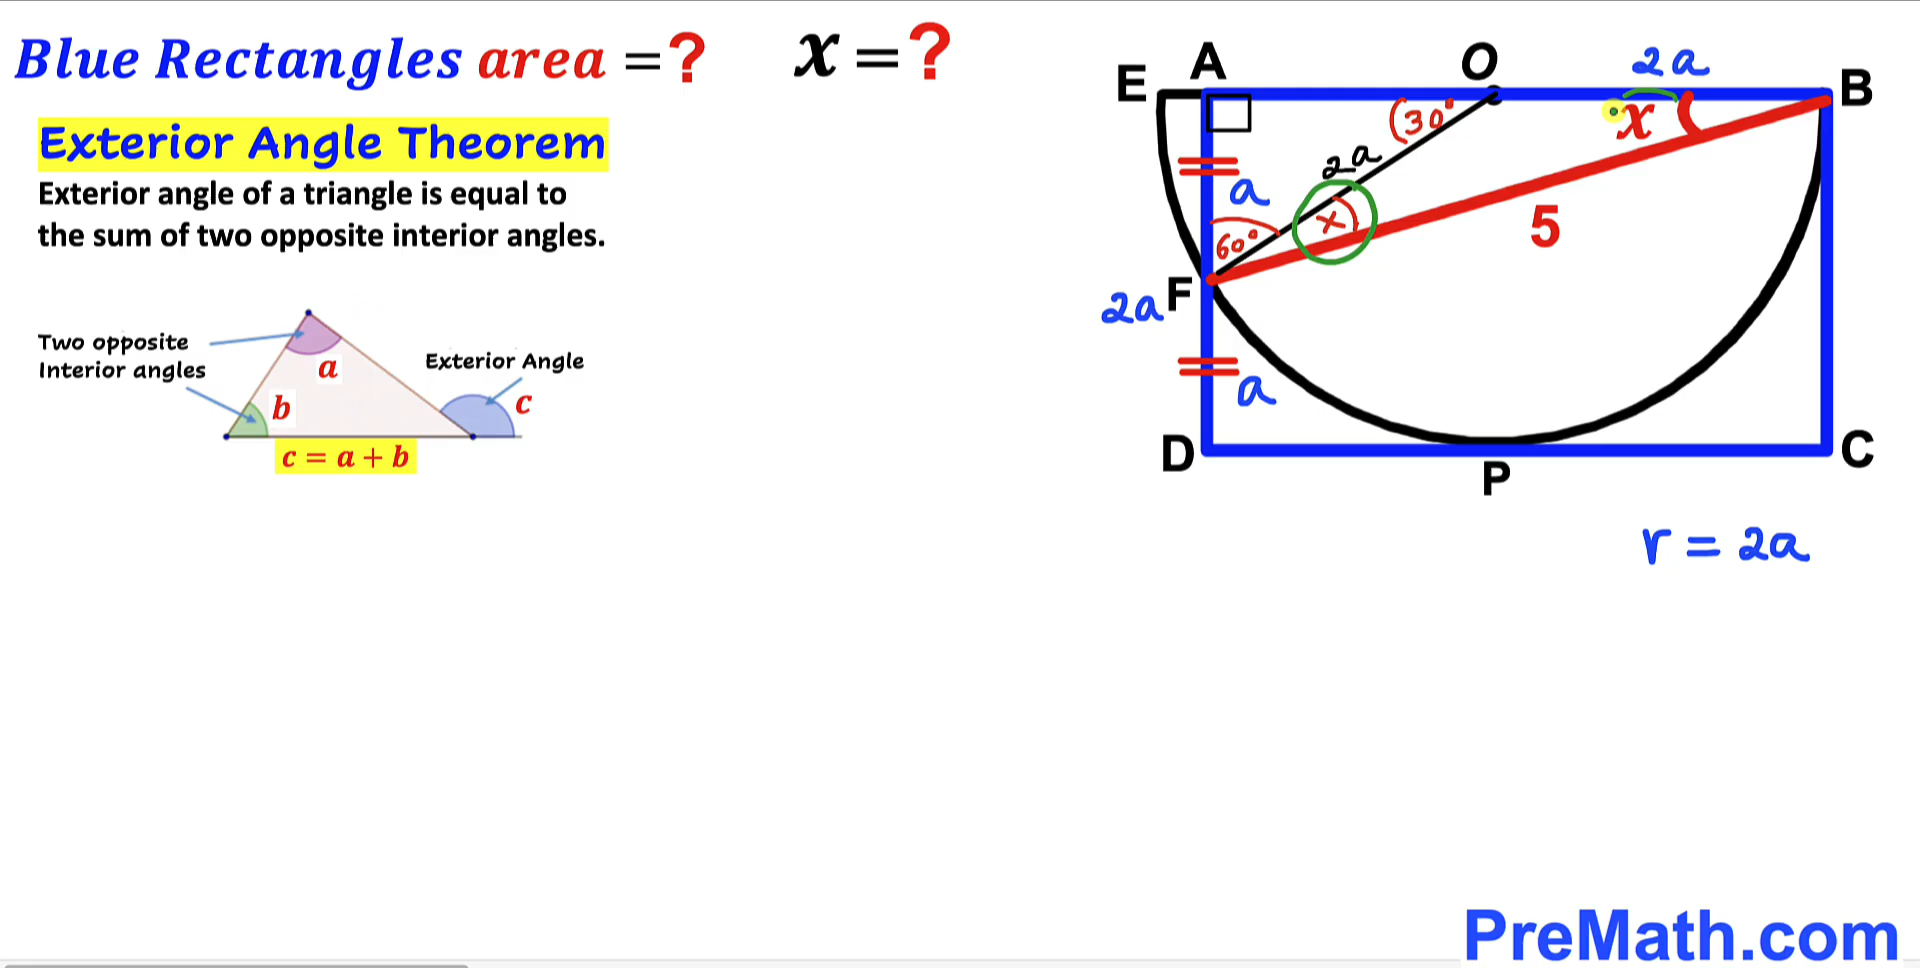 Blue Rectangles area = ?
x = ?
Exterior Angle Theorem
Exterior angle of a triangle is equal to
the sum of two opposite interior angles.
Two opposite
Interior angles
a
b
Exterior Angle
c
c = a + b
E
A
O
2a
B
30°
x
2a
a
x
60°
5
2a
F
a
D
C
P
r = 2a
PreMath.com